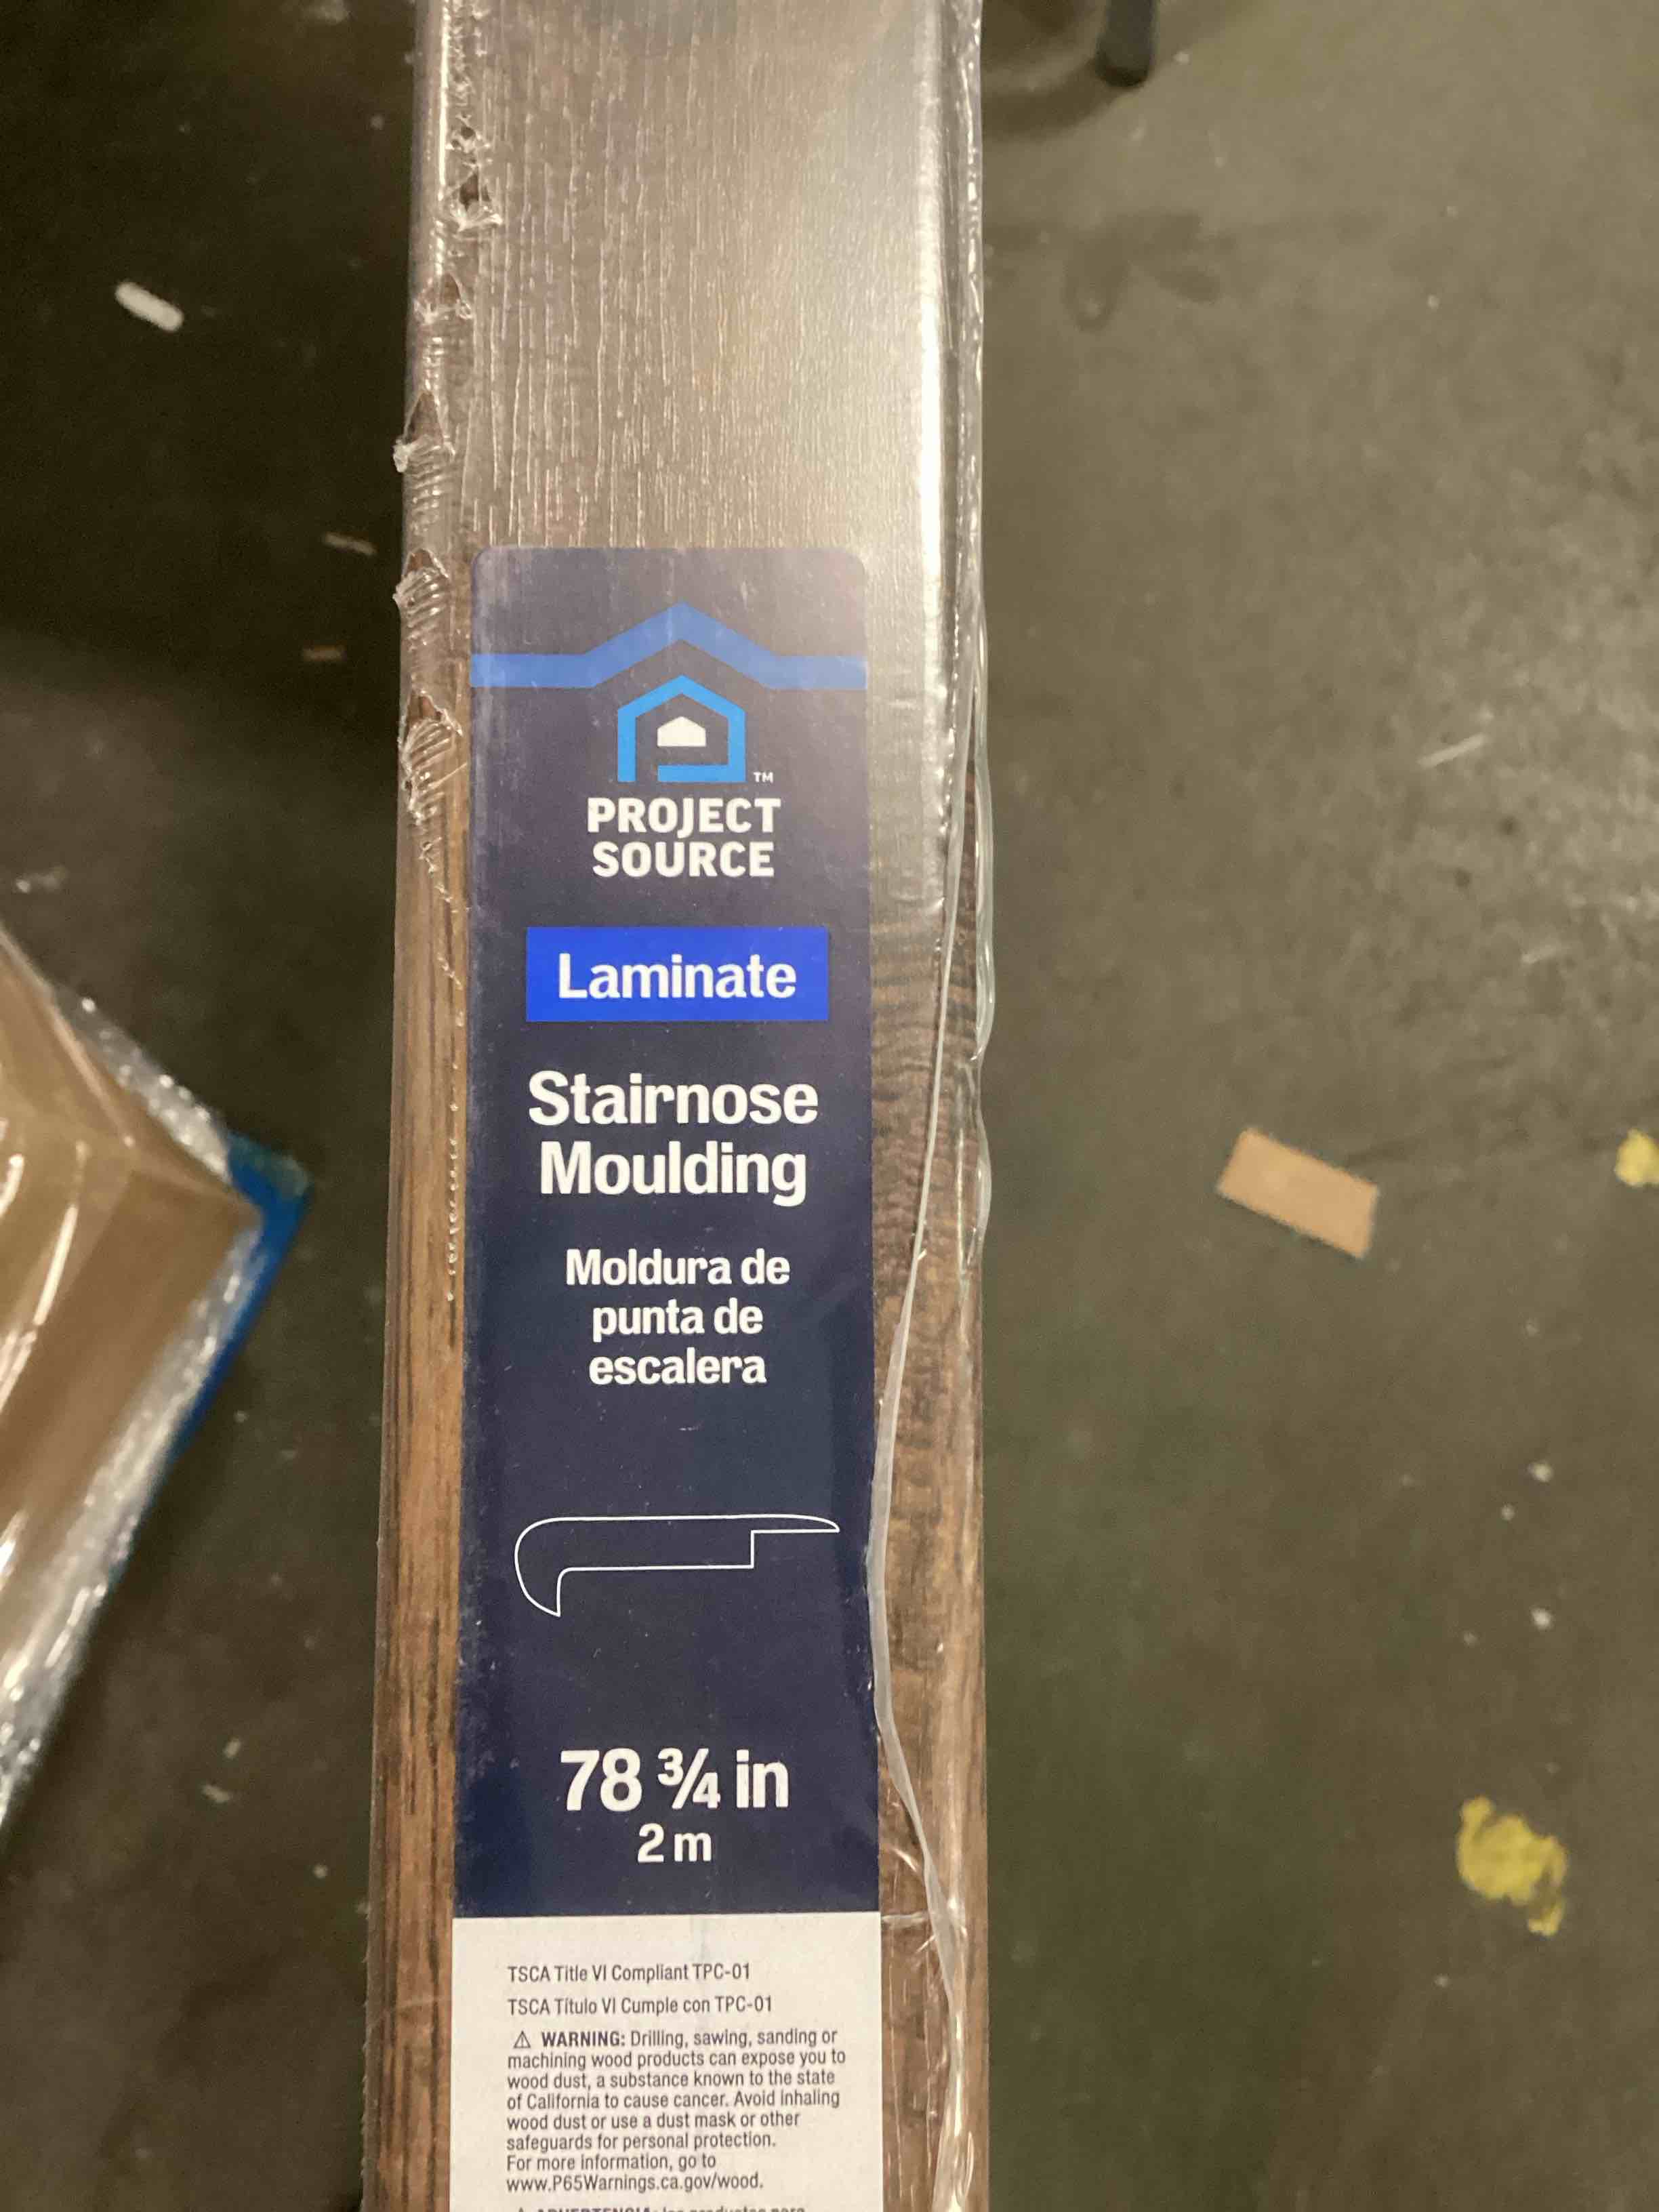 TM
PROJECT
SOURCE
Laminate
Stairnose
Moulding
Moldura de
punta de
escalera
78 ¾ in
2 m
TSCA Title VI Compliant TPC-01
TSCA Título VI Cumple con TPC-01
⚠ WARNING: Drilling, sawing, sanding or
machining wood products can expose you to
wood dust, a substance known to the state
of California to cause cancer. Avoid inhaling
wood dust or use a dust mask or other
safeguards for personal protection.
For more information, go to
www.P65Warnings.ca.gov/wood.